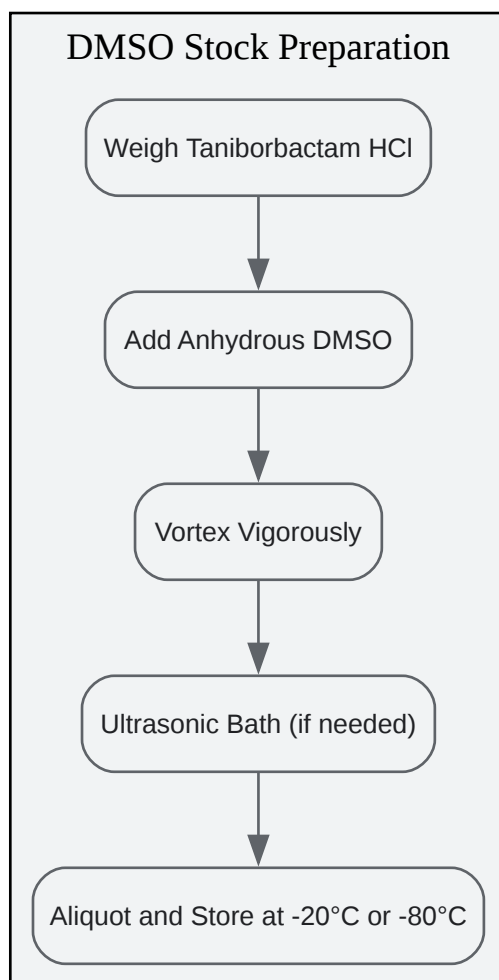 DMSO Stock Preparation
Weigh Taniborbactam HCl
Add Anhydrous DMSO
Vortex Vigorously
Ultrasonic Bath (if needed)
Aliquot and Store at -20°C or -80°C